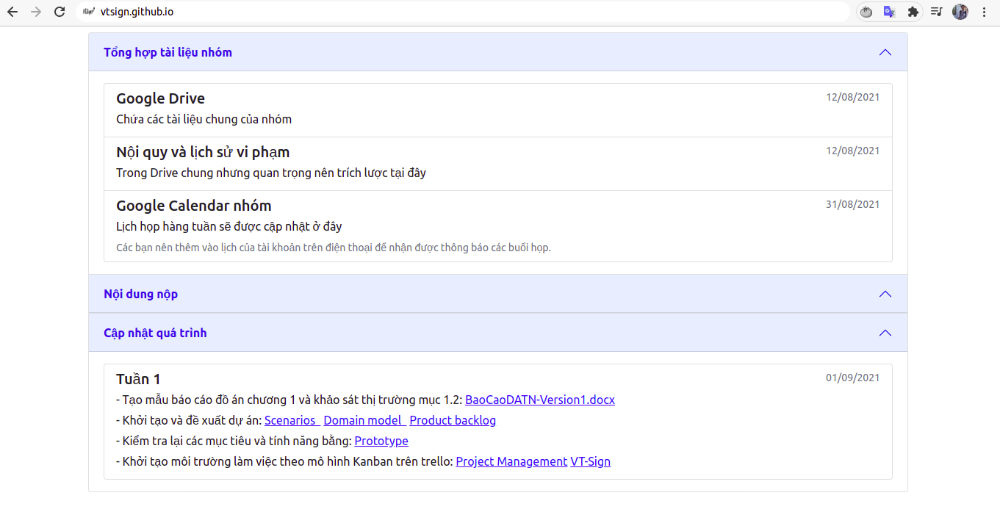 vtsign.github.io
Tổng hợp tài liệu nhóm
Google Drive
12/08/2021
Chứa các tài liệu chung của nhóm
Nội quy và lịch sử vi phạm
12/08/2021
Trong Drive chung nhưng quan trọng nên trích lược tại đây
Google Calendar nhóm
31/08/2021
Lịch họp hàng tuần sẽ được cập nhật ở đây
Các bạn nên thêm vào lịch của tài khoản trên điện thoại để nhận được thông báo các buổi họp.
Nội dung nộp
Cập nhật quá trình
Tuần 1
01/09/2021
- Tạo mẫu báo cáo đồ án chương 1 và khảo sát thị trường mục 1.2: BaoCaoDATN-Version1.docx
- Khởi tạo và đề xuất dự án: Scenarios Domain model Product backlog
- Kiểm tra lại các mục tiêu và tính năng bằng: Prototype
- Khởi tạo môi trường làm việc theo mô hình Kanban trên trello: Project Management VT-Sign